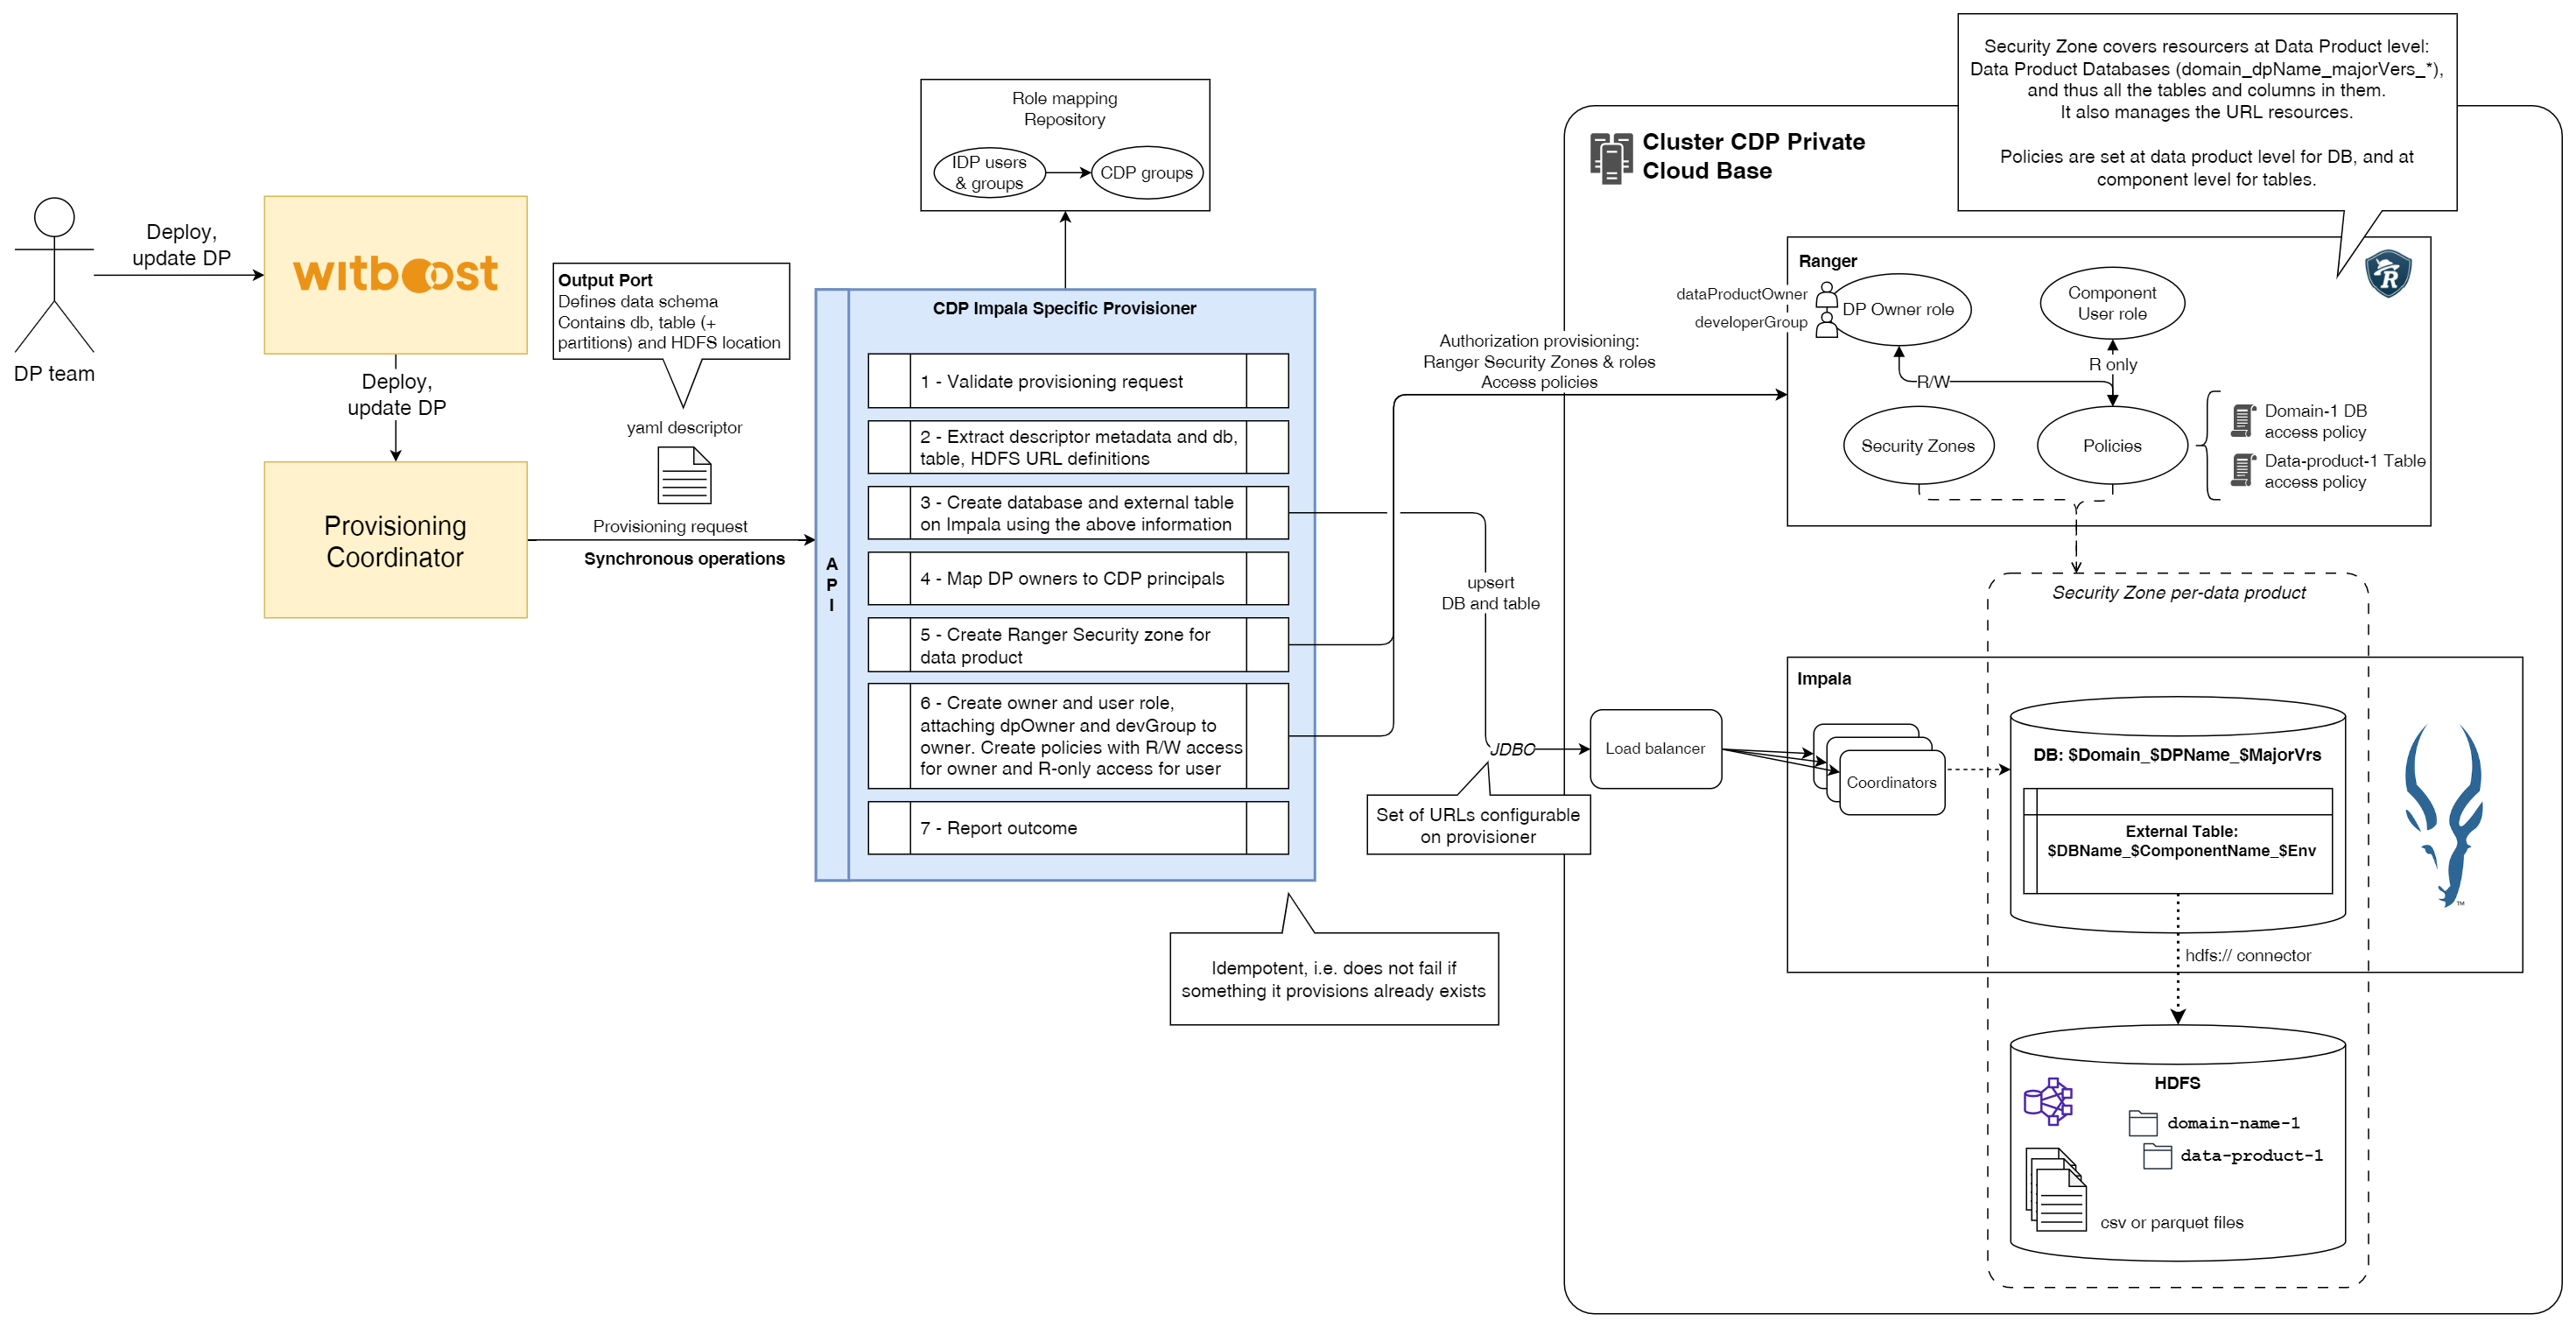 Security Zone covers resourcers at Data Product level:
Data Product Databases (domain_dpName_majorVers_*),
and thus all the tables and columns in them.
It also manages the URL resources.
Policies are set at data product level for DB, and at
component level for tables.
Role mapping
Repository
IDP users
& groups
CDP groups
Cluster CDP Private
Cloud Base
Deploy,
update DP
witboost
DP team
Deploy,
update DP
Output Port
Defines data schema
Contains db, table (+
partitions) and HDFS location
yaml descriptor
Provisioning
Coordinator
Provisioning request
Synchronous operations
A
P
I
CDP Impala Specific Provisioner
1 - Validate provisioning request
2 - Extract descriptor metadata and db,
table, HDFS URL definitions
3 - Create database and external table
on Impala using the above information
4 - Map DP owners to CDP principals
5 - Create Ranger Security zone for
data product
6 - Create owner and user role,
attaching dpOwner and devGroup to
owner. Create policies with R/W access
for owner and R-only access for user
7 - Report outcome
Idempotent, i.e. does not fail if
something it provisions already exists
Authorization provisioning:
Ranger Security Zones & roles
Access policies
upsert
DB and table
JDBC
Set of URLs configurable
on provisioner
Ranger
R
dataProductOwner
developerGroup
DP Owner role
Component
User role
R/W
R only
Security Zones
Policies
Domain-1 DB
access policy
Data-product-1 Table
access policy
Security Zone per-data product
Impala
Load balancer
Coordinators
DB: $Domain_$DPName_$MajorVrs
External Table:
$DBName_$ComponentName_$Env
TM
hdfs:// connector
HDFS
domain-name-1
data-product-1
csv or parquet files